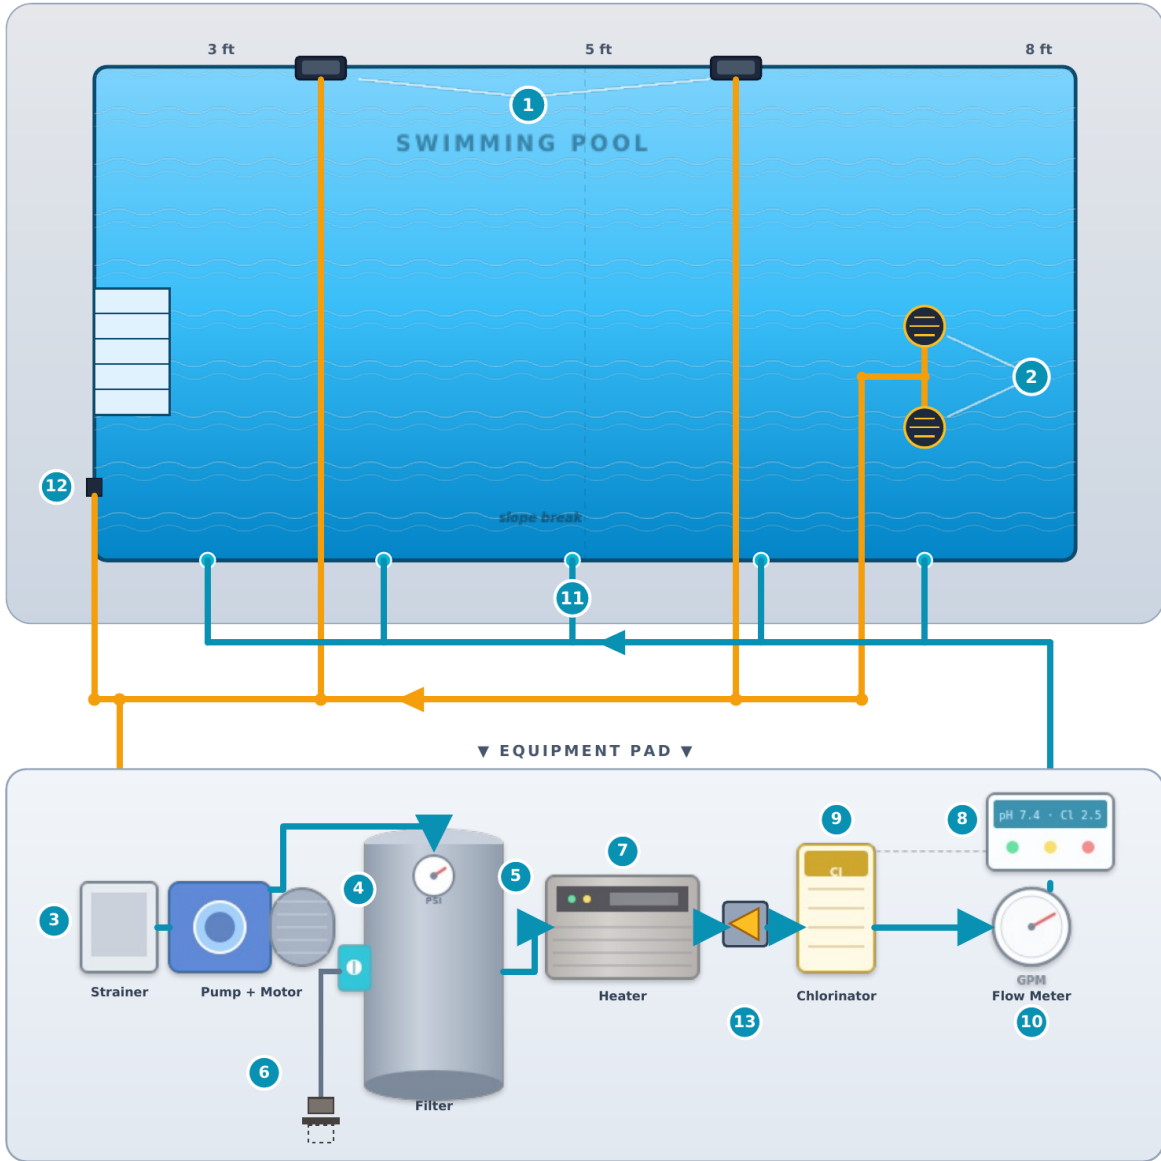 3 ft
5 ft
8 ft
1
SWIMMING POOL
2
12
slope break
11
▼ EQUIPMENT PAD ▼
pH 7.4 · Cl 2.5
9
8
7
Cl
5
4
PSI
3
GPM
Strainer
Pump + Motor
Heater
Chlorinator
Flow Meter
13
10
6
Filter